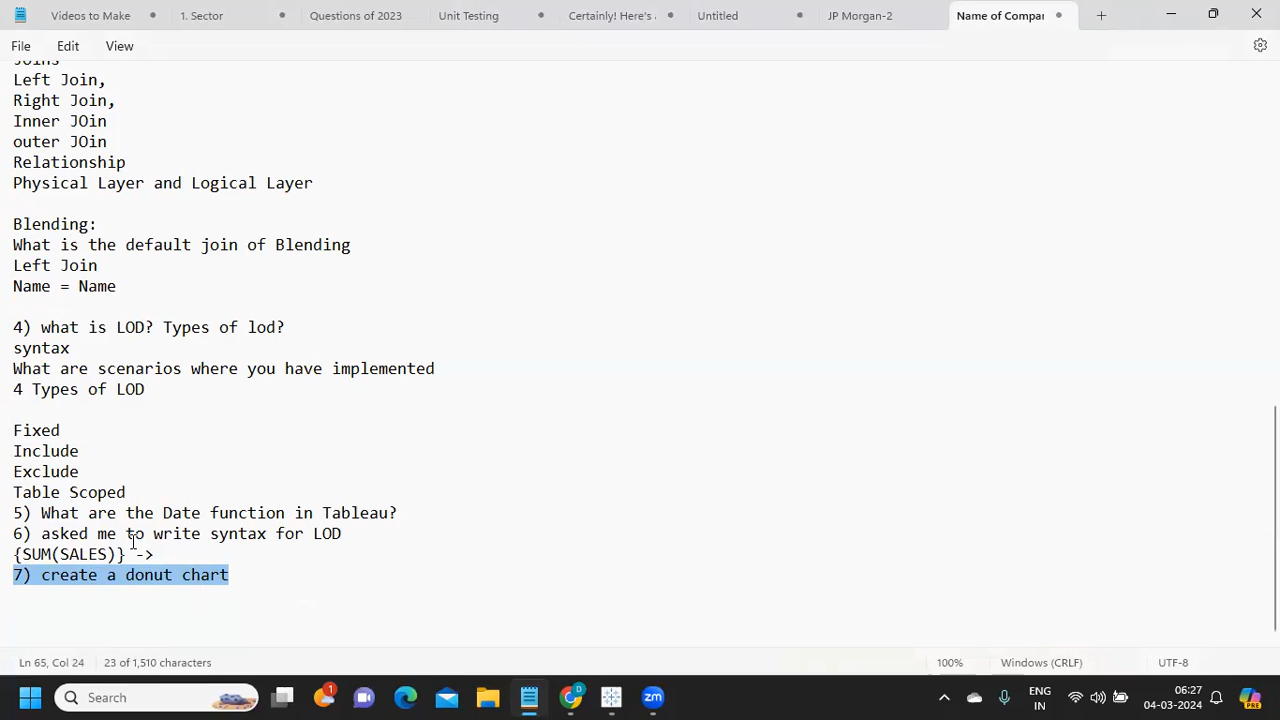 Videos to Make
1. Sector
Questions of 2023
Unit Testing
Certainly! Here's
Untitled
JP Morgan-2
Name of Compar
File
Edit
View
Joins
Left Join,
Right Join,
Inner JOin
outer JOin
Relationship
Physical Layer and Logical Layer
Blending:
What is the default join of Blending
Left Join
Name = Name
4) what is LOD? Types of lod?
syntax
What are scenarios where you have implemented
4 Types of LOD
Fixed
Include
Exclude
Table Scoped
5) What are the Date function in Tableau?
6) asked me to write syntax for LOD
{SUM(SALES)} ->
7) create a donut chart
Ln 65, Col 24
23 of 1,510 characters
100%
Windows (CRLF)
UTF-8
Search
1
D
zm
ENG
IN
06:27
04-03-2024
PRE